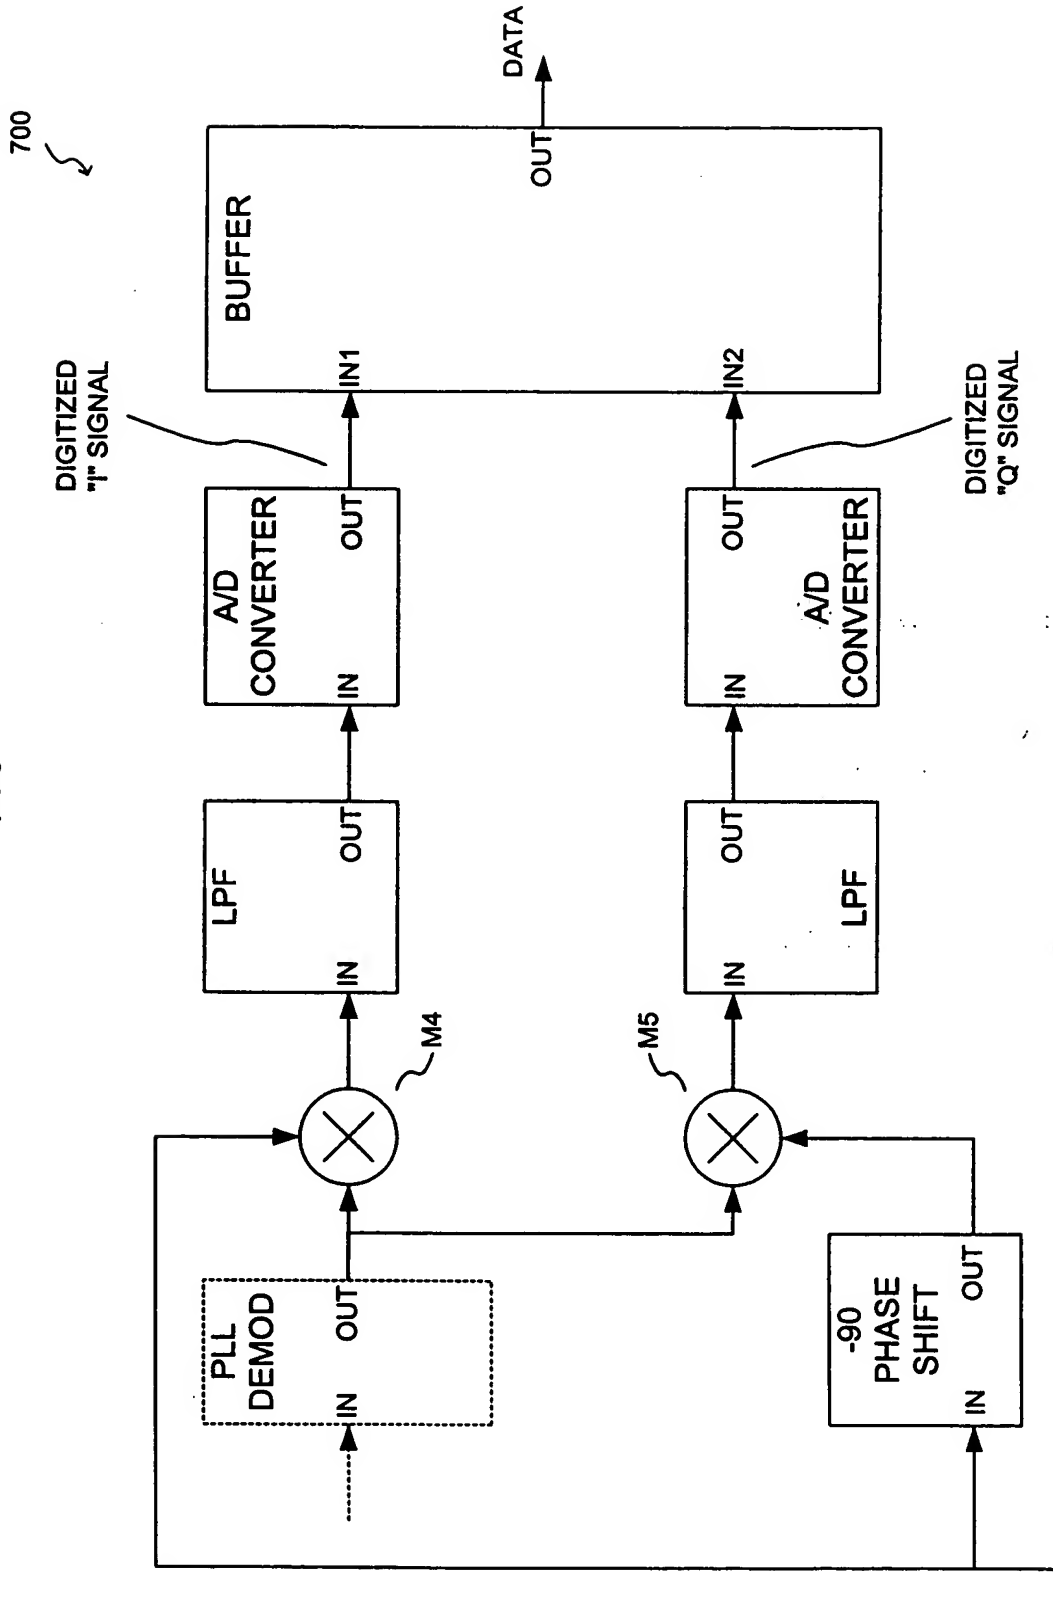 700
DIGITIZED
"I" SIGNAL
DATA
PLL
DEMOD
IN
OUT
M4
LPF
IN
OUT
A/D
CONVERTER
IN
OUT
BUFFER
IN1
IN2
OUT
-90
PHASE
SHIFT
IN
OUT
M5
LPF
IN
OUT
A/D
CONVERTER
IN
OUT
DIGITIZED
"Q" SIGNAL